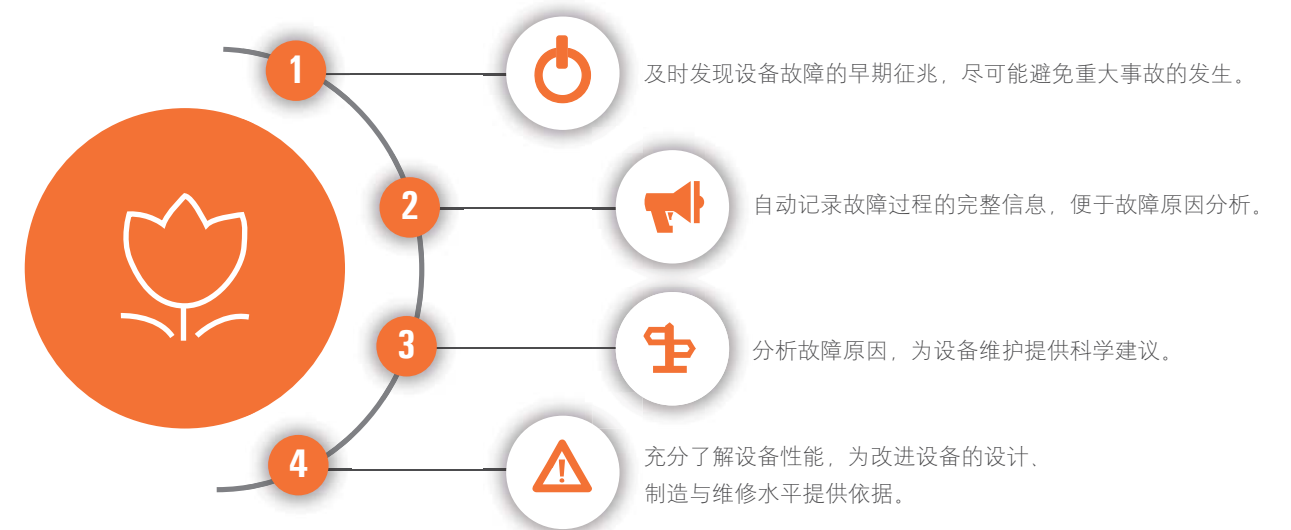 1
及时发现设备故障的早期征兆，尽可能避免重大事故的发生。
2
自动记录故障过程的完整信息，便于故障原因分析。
3
分析故障原因，为设备维护提供科学建议。
4
充分了解设备性能，为改进设备的设计、
制造与维修水平提供依据。